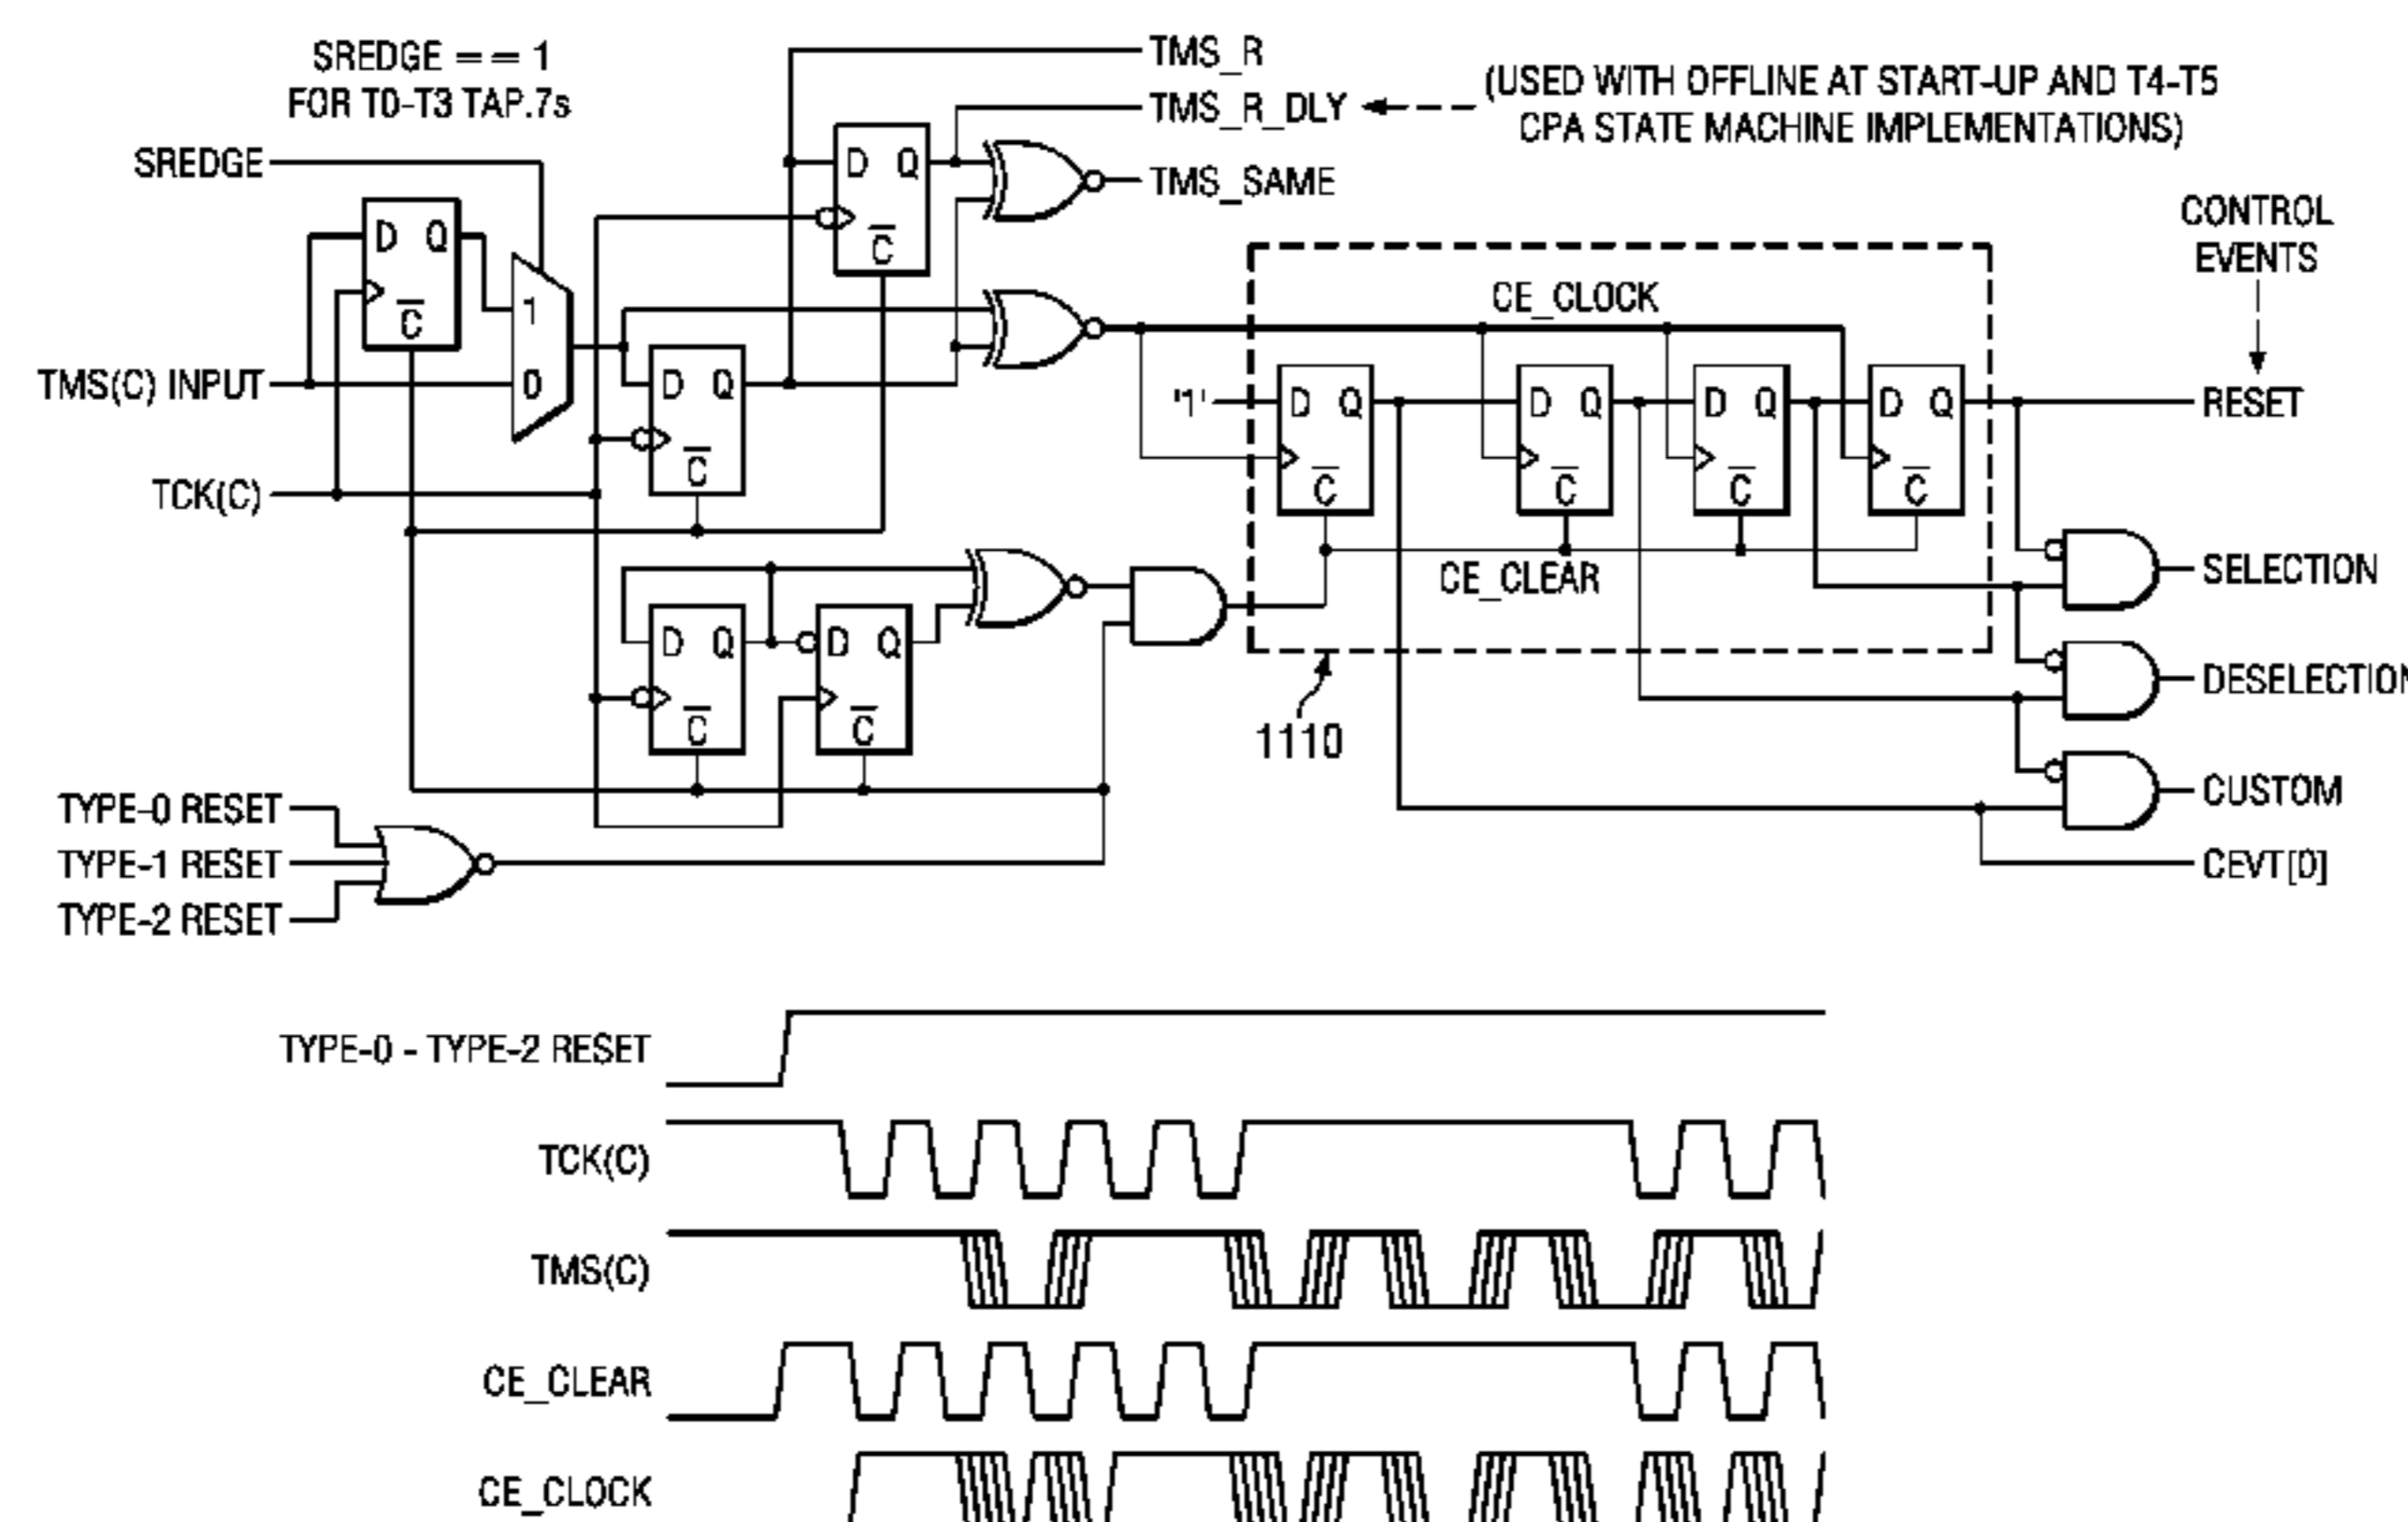 SREDGE = = 1
FOR T0-T3 TAP.7s
TMS_R
TMS_R_DLY
(USED WITH OFFLINE AT START-UP AND T4-T5
CPA STATE MACHINE IMPLEMENTATIONS)
SREDGE
D Q
C
TMS_SAME
CONTROL
EVENTS
D Q
C
1
0
CE_CLOCK
TMS(C) INPUT
D Q
C
'1'
D Q
C
D Q
C
D Q
C
D Q
C
RESET
TCK(C)
CE_CLEAR
SELECTION
D Q
C
D Q
C
1110
DESELECTION
CUSTOM
TYPE-0 RESET
TYPE-1 RESET
TYPE-2 RESET
CEVT[0]
TYPE-0 - TYPE-2 RESET
TCK(C)
TMS(C)
CE_CLEAR
CE_CLOCK